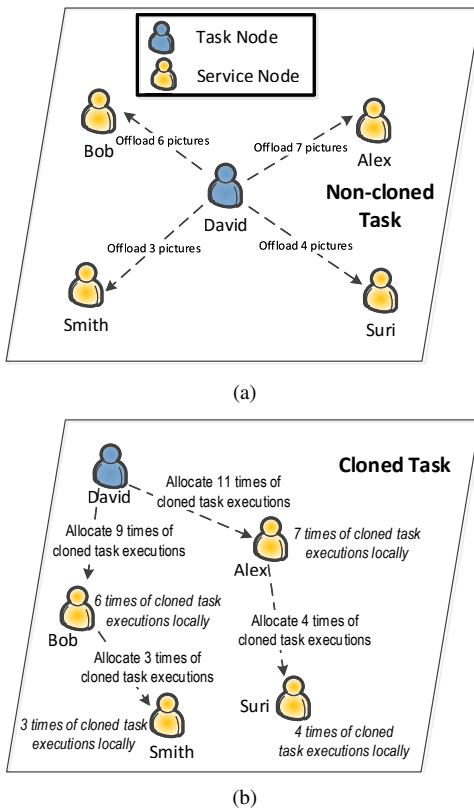 Task Node
Service Node
Bob
Offload 6 pictures
Offload 7 pictures
Alex
David
Non-cloned
Task
Offload 3 pictures
Offload 4 pictures
Smith
Suri
(a)
Cloned Task
David
Allocate 11 times of
cloned task executions
Allocate 9 times of
cloned task executions
7 times of cloned task
executions locally
Alex
6 times of cloned task
executions locally
Bob
Allocate 4 times of
cloned task executions
Allocate 3 times of
cloned task executions
Suri
3 times of cloned task
executions locally
Smith
4 times of cloned
task executions locally
(b)